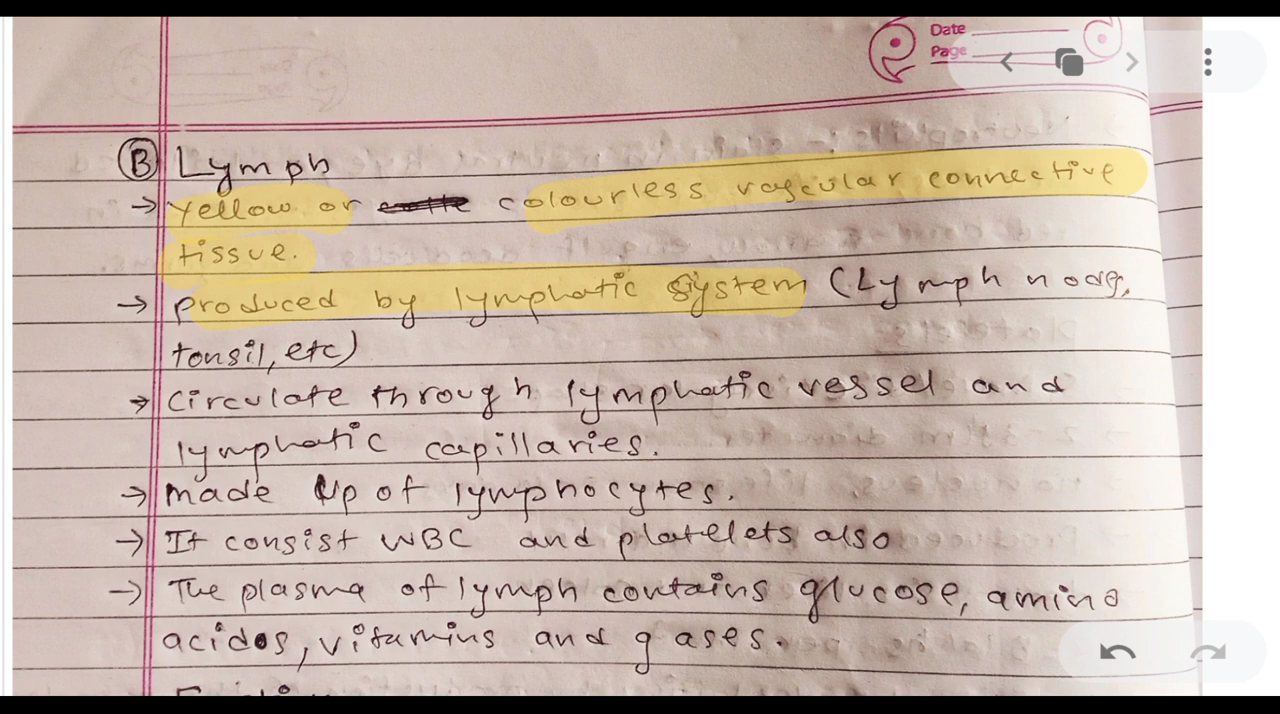 Date
Page
Ⓑ Lymph
→ Yellow or colourless vascular connective
tissue.
→ produced by lymphatic system (Lymph node,
tonsil, etc)
→ circulate through lymphatic vessel and
lymphatic capillaries.
→ made up of lymphocytes.
→ It consist WBC and platelets also
→ The plasma of lymph contains glucose, amino
acids, vitamins and gases.